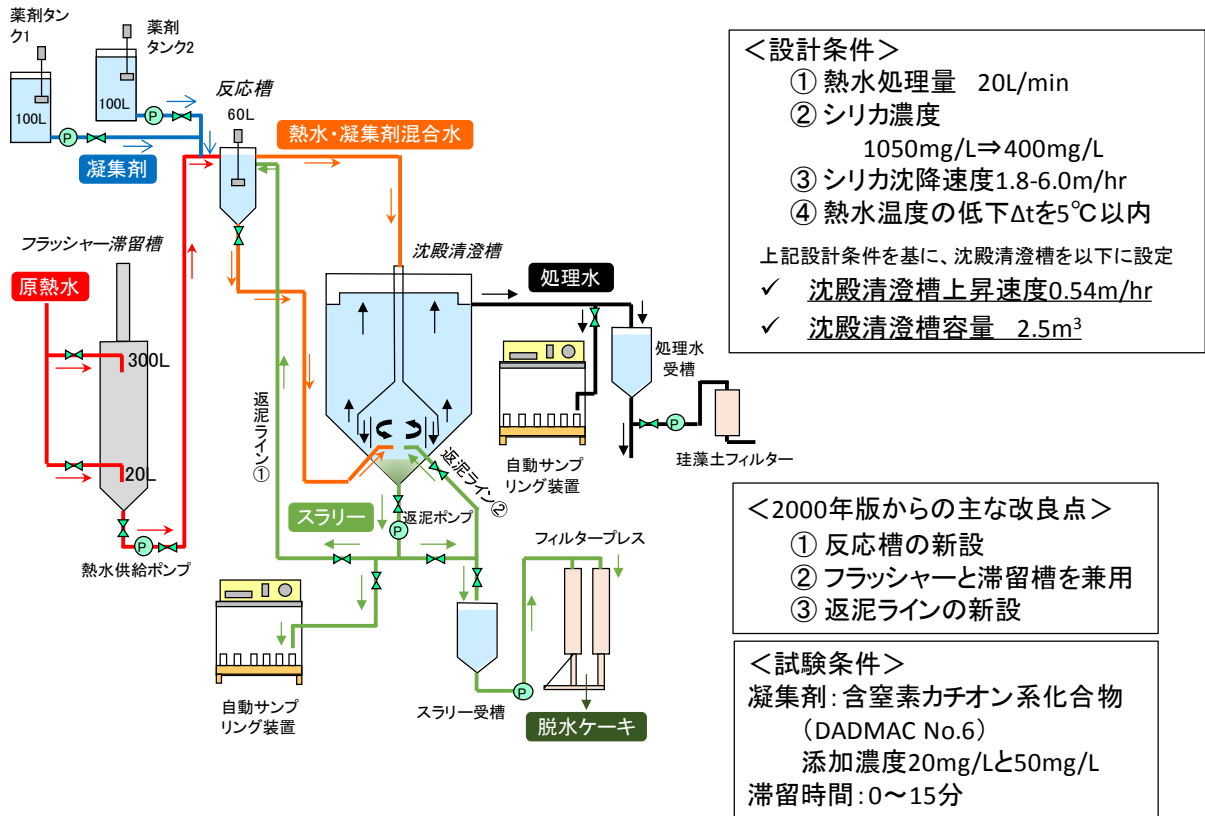 薬剤タン
ク1
薬剤
タンク2
100L
100L
P
P
凝集剤
反応槽
60L
熱水・凝集剤混合水
フラッシャー滞留槽
原熱水
300L
20L
P
熱水供給ポンプ
沈殿清澄槽
処理水
処理水
受槽
P
珪藻土フィルター
自動サンプ
リング装置
返泥ライン①
返泥ライン②
スラリー
返泥ポンプ
P
フィルタープレス
自動サンプ
リング装置
スラリー受槽
P
脱水ケーキ
<設計条件>
① 熱水処理量 20L/min
② シリカ濃度
1050mg/L⇒400mg/L
③ シリカ沈降速度1.8-6.0m/hr
④ 熱水温度の低下Δtを5℃以内
上記設計条件を基に、沈殿清澄槽を以下に設定
✓ 沈殿清澄槽上昇速度0.54m/hr
✓ 沈殿清澄槽容量 2.5m³
<2000年版からの主な改良点>
① 反応槽の新設
② フラッシャーと滞留槽を兼用
③ 返泥ラインの新設
<試験条件>
凝集剤：含窒素カチオン系化合物
（DADMAC No.6）
添加濃度20mg/Lと50mg/L
滞留時間：0～15分